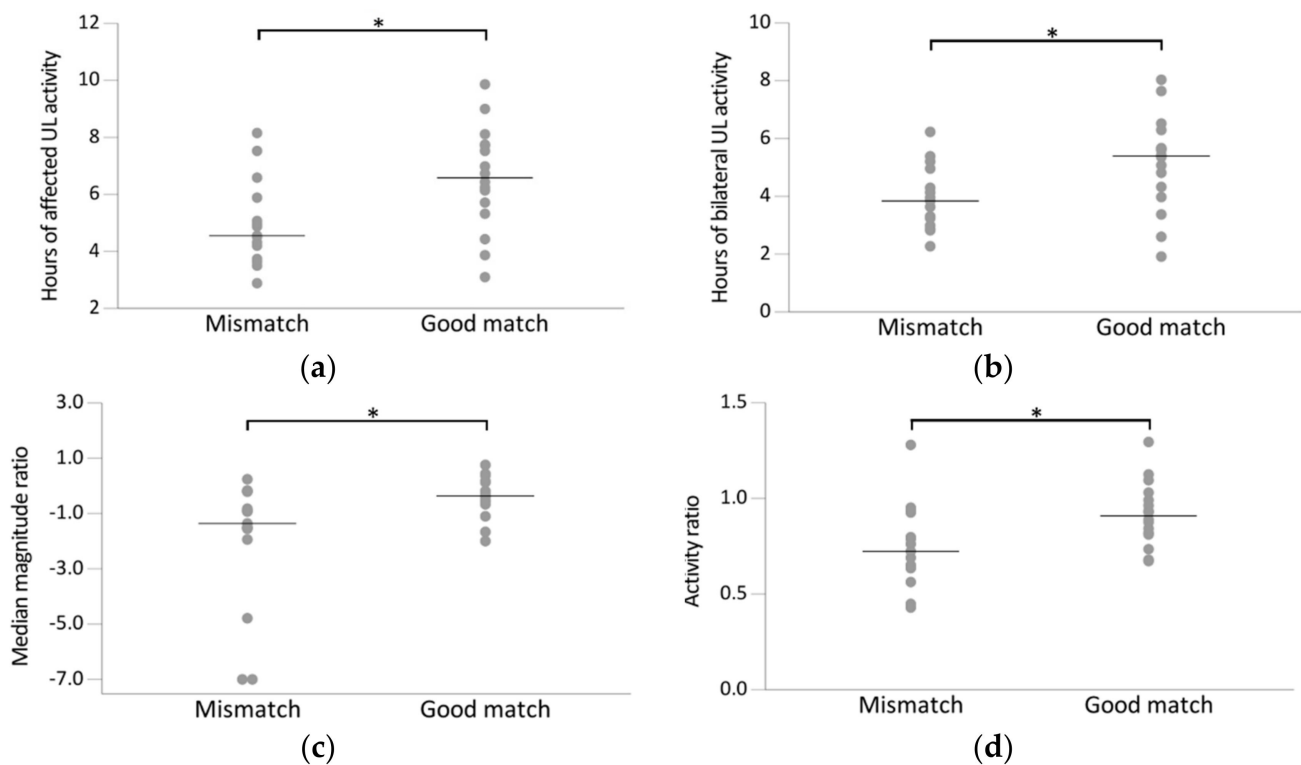 Hours of affected UL activity
12
10
8
6
4
2
*
Mismatch Good match
(a)
Hours of bilateral UL activity
10
8
6
4
2
0
*
Mismatch Good match
(b)
Median magnitude ratio
3.0
1.0
-1.0
-3.0
-5.0
-7.0
*
Mismatch Good match
(c)
Activity ratio
1.5
1.0
0.5
0.0
*
Mismatch Good match
(d)